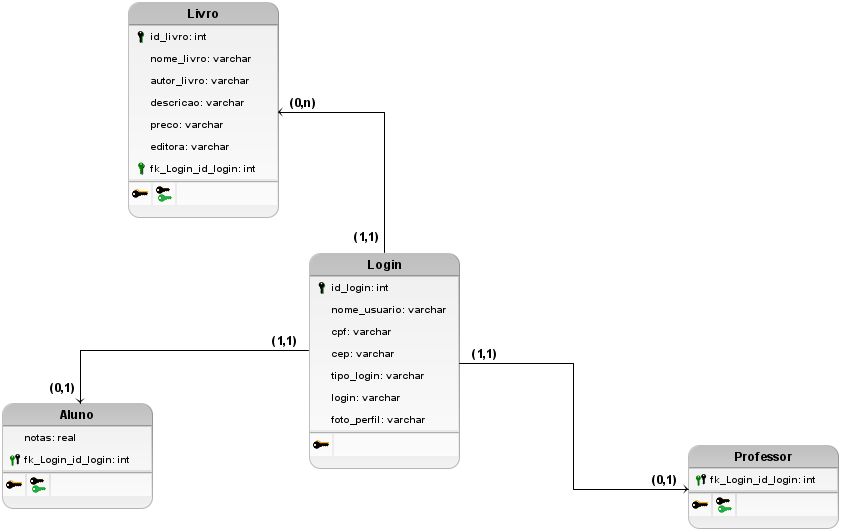 Livro
id_livro: int
nome_livro: varchar
autor_livro: varchar
descricao: varchar
preco: varchar
editora: varchar
fk_Login_id_login: int
(0,n)
(1,1)
Login
id_login: int
nome_usuario: varchar
cpf: varchar
cep: varchar
tipo_login: varchar
login: varchar
foto_perfil: varchar
(1,1)
(0,1)
Aluno
notas: real
fk_Login_id_login: int
(1,1)
(0,1)
Professor
fk_Login_id_login: int